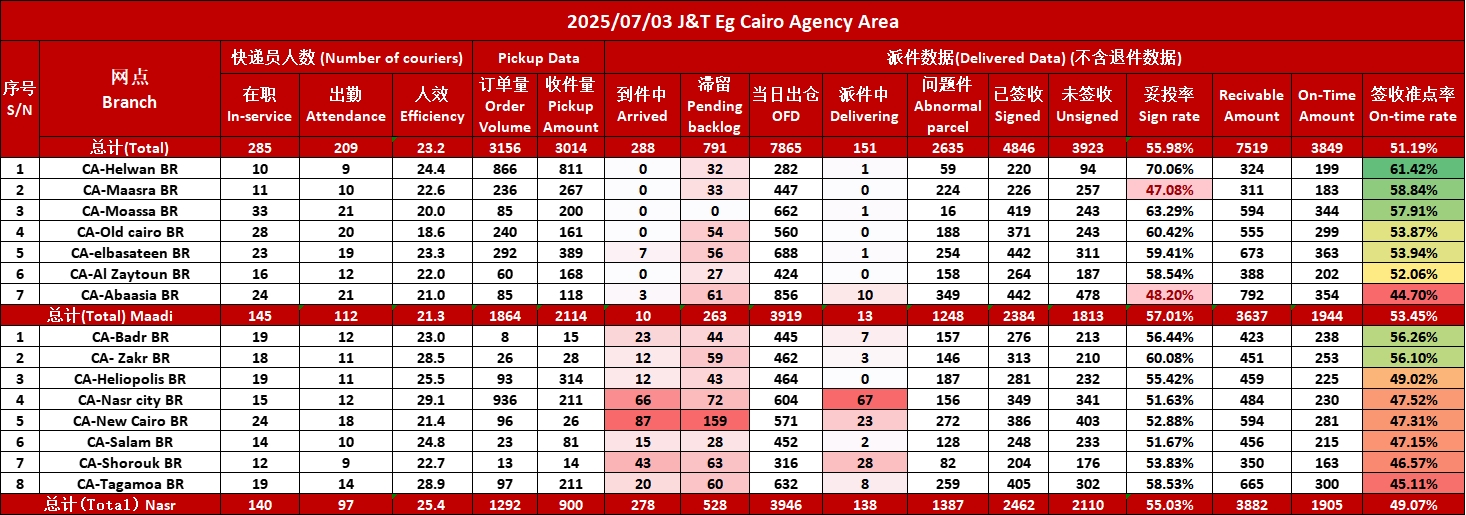 2025/07/03 J&T Eg Cairo Agency Area
序号 S/N 网点 Branch 快递员人数 (Number of couriers) Pickup Data 派件数据(Delivered Data) (不含退件数据)
在职 In-service 出勤 Attendance 人效 Efficiency 订单量 Order Volume 收件量 Pickup Amount 到件中 Arrived 滞留 Pending backlog 当日出仓 OFD 派件中 Delivering 问题件 Abnormal parcel 已签收 Signed 未签收 Unsigned 妥投率 Sign rate Recivable Amount On-Time Amount 签收准点率 On-time rate
总计(Total) 285 209 23.2 3156 3014 288 791 7865 151 2635 4846 3923 55.98% 7519 3849 51.19%
1 CA-Helwan BR 10 9 24.4 866 811 0 32 282 1 59 220 94 70.06% 324 199 61.42%
2 CA-Maasra BR 11 10 22.6 236 267 0 33 447 0 224 226 257 47.08% 311 183 58.84%
3 CA-Moassa BR 33 21 20.0 85 200 0 0 662 1 16 419 243 63.29% 594 344 57.91%
4 CA-Old cairo BR 28 20 18.6 240 161 0 54 560 0 188 371 243 60.42% 555 299 53.87%
5 CA-elbasateen BR 23 19 23.3 292 389 7 56 688 1 254 442 311 59.41% 673 363 53.94%
6 CA-Al Zaytoun BR 16 12 22.0 60 168 0 27 424 0 158 264 187 58.54% 388 202 52.06%
7 CA-Abaasia BR 24 21 21.0 85 118 3 61 856 10 349 442 478 48.20% 792 354 44.70%
总计(Total) Maadi 145 112 21.3 1864 2114 10 263 3919 13 1248 2384 1813 57.01% 3637 1944 53.45%
1 CA-Badr BR 19 12 23.0 8 15 23 44 445 7 157 276 213 56.44% 423 238 56.26%
2 CA- Zakr BR 18 11 28.5 26 28 12 59 462 3 146 313 210 60.08% 451 253 56.10%
3 CA-Heliopolis BR 19 11 25.5 93 314 12 43 464 0 187 281 232 55.42% 459 225 49.02%
4 CA-Nasr city BR 15 12 29.1 936 211 66 72 604 67 156 349 341 51.63% 484 230 47.52%
5 CA-New Cairo BR 24 18 21.4 96 26 87 159 571 23 272 386 403 52.88% 594 281 47.31%
6 CA-Salam BR 14 10 24.8 23 81 15 28 452 2 128 248 233 51.67% 456 215 47.15%
7 CA-Shorouk BR 12 9 22.7 13 14 43 63 316 28 82 204 176 53.83% 350 163 46.57%
8 CA-Tagamoa BR 19 14 28.9 97 211 20 60 632 8 259 405 302 58.53% 665 300 45.11%
总计(Total) Nasr 140 97 25.4 1292 900 278 528 3946 138 1387 2462 2110 55.03% 3882 1905 49.07%